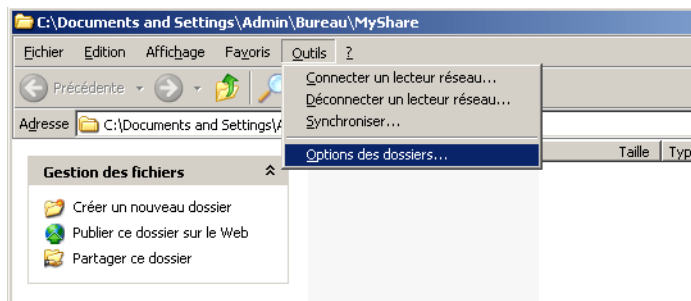 C:\Documents and Settings\Admin\Bureau\MyShare
Fichier Edition Affichage Favoris Outils ?
Précédente
Connecter un lecteur réseau...
Déconnecter un lecteur réseau...
Synchroniser...
Options des dossiers...
Adresse C:\Documents and Settings\
Taille Typ
Gestion des fichiers
Créer un nouveau dossier
Publier ce dossier sur le Web
Partager ce dossier